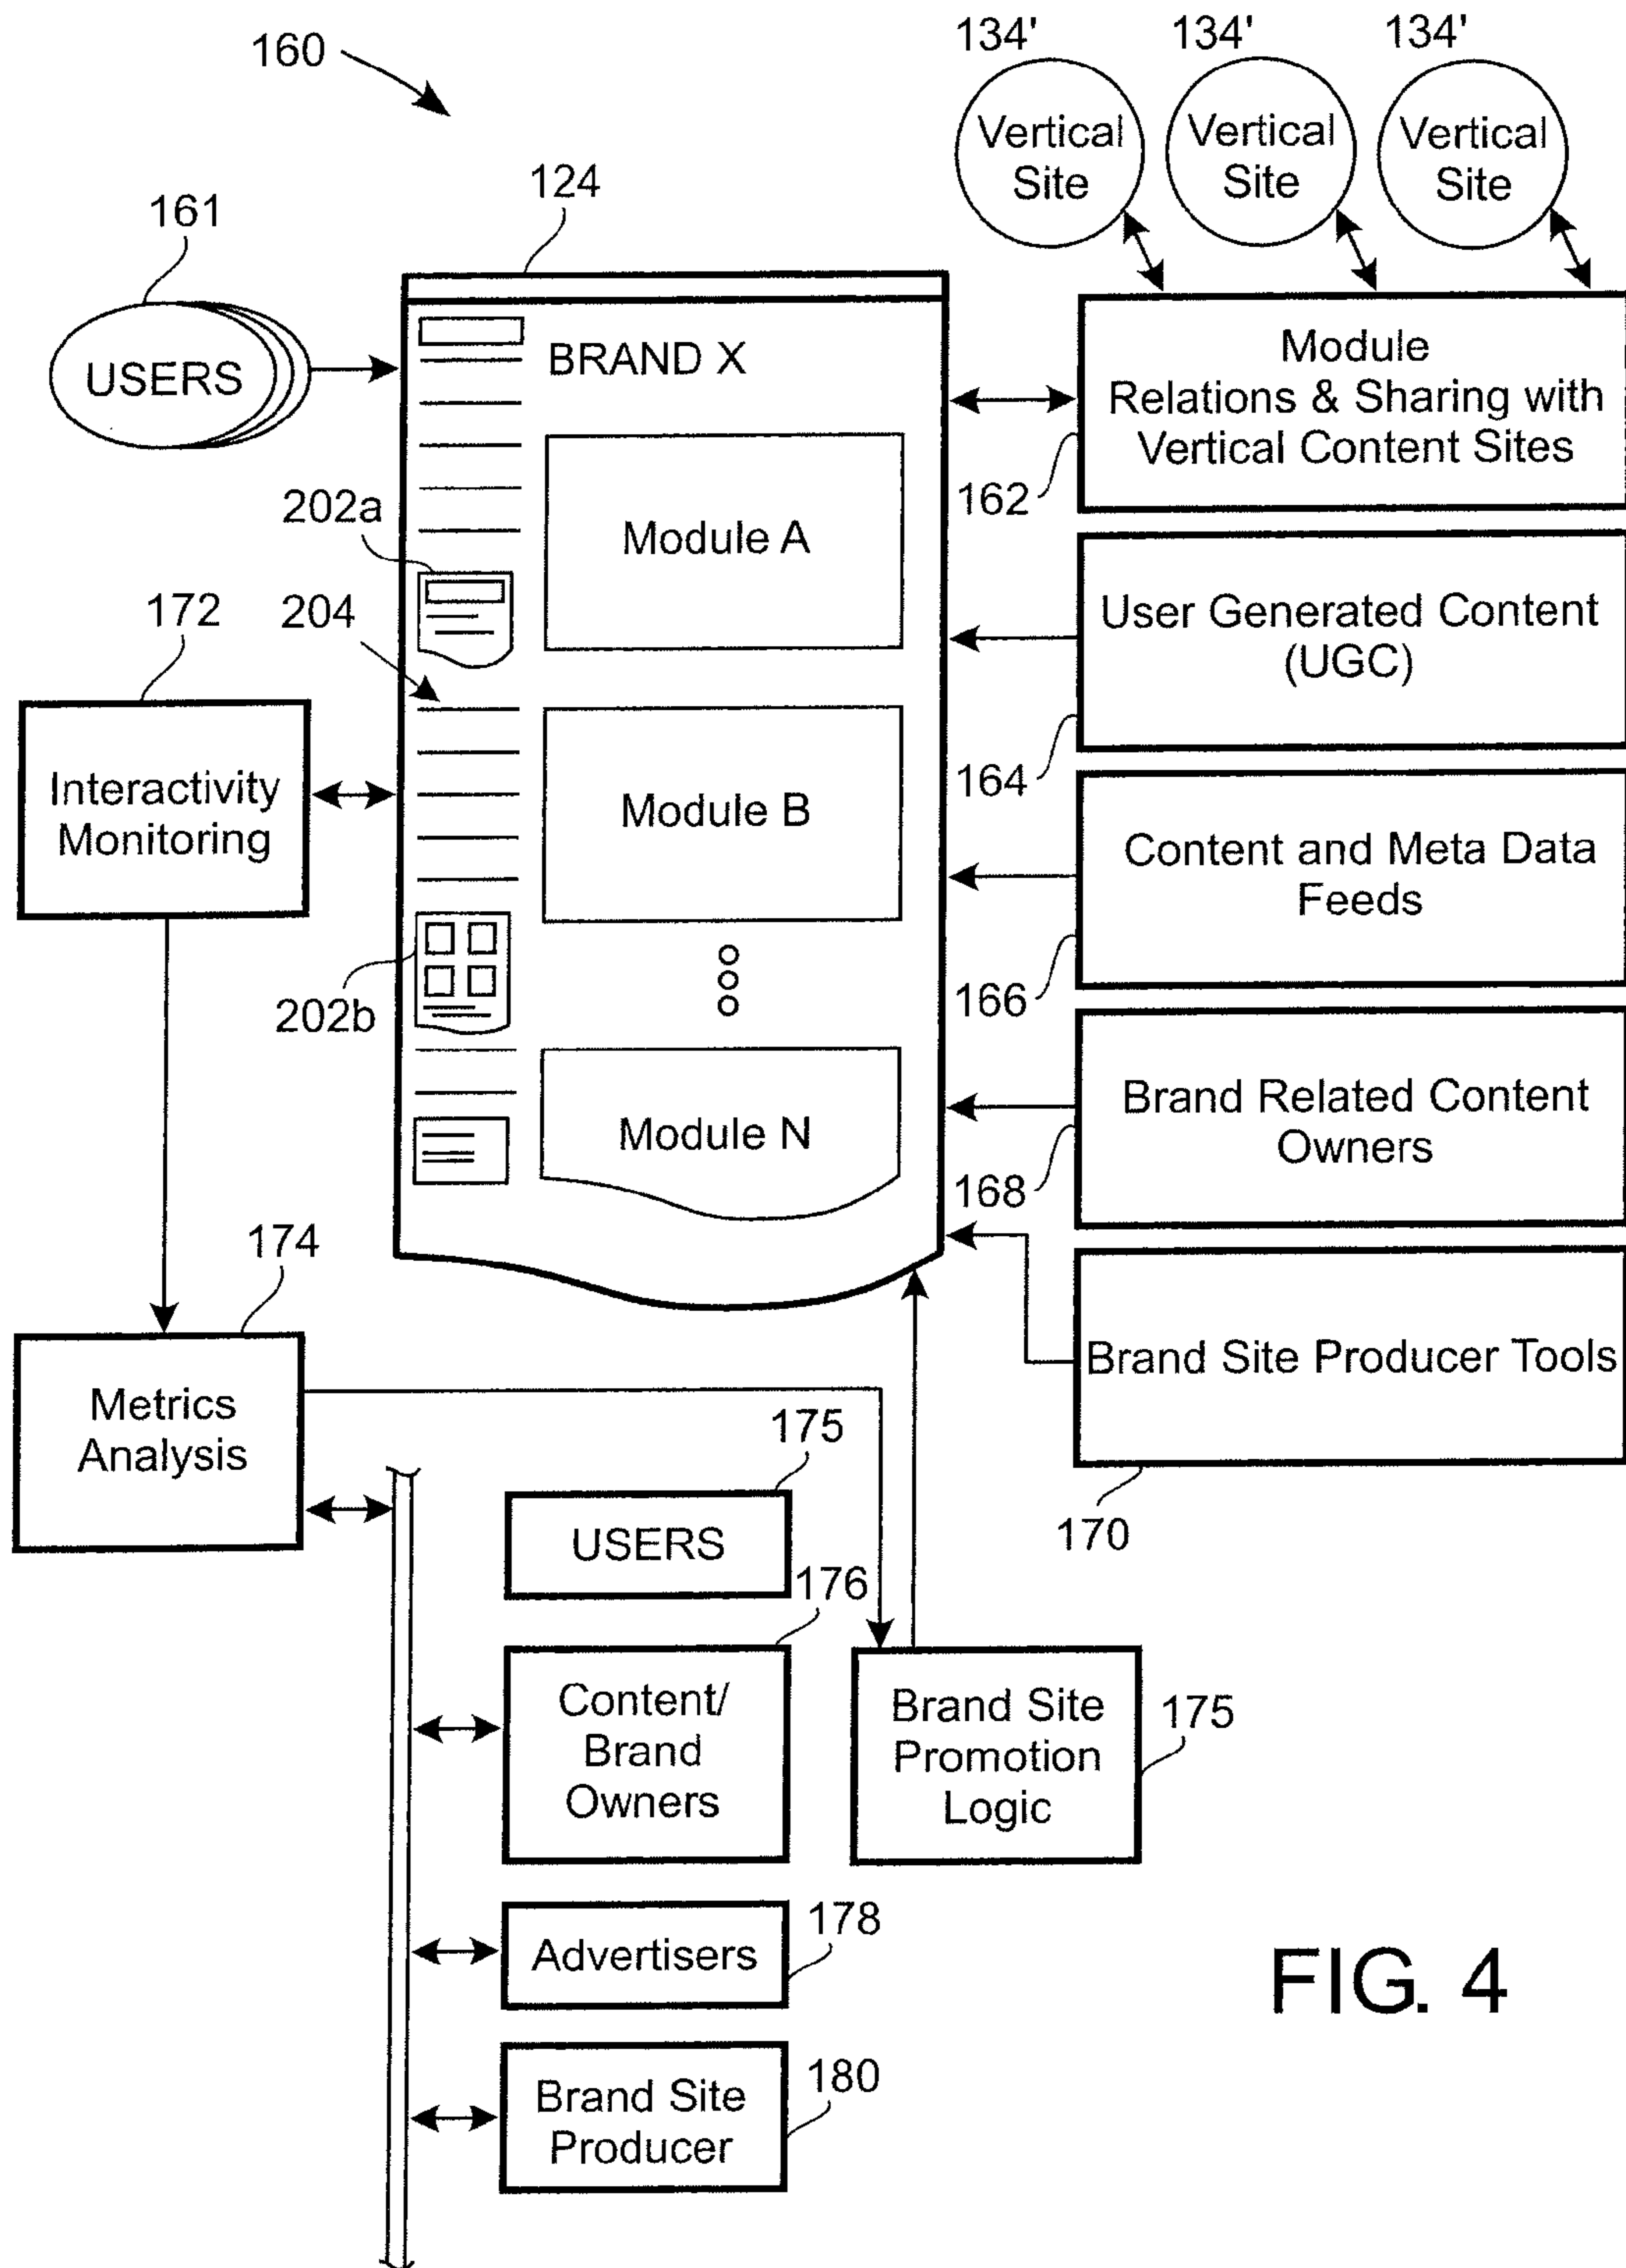 160
134'
134'
134'
Vertical
Site
Vertical
Site
Vertical
Site
124
161
USERS
BRAND X
Module
Relations & Sharing with
Vertical Content Sites
162
202a
Module A
User Generated Content
(UGC)
164
172
204
Interactivity
Monitoring
Module B
Content and Meta Data
Feeds
166
202b
Module N
Brand Related Content
Owners
168
174
Metrics
Analysis
Brand Site Producer Tools
170
175
USERS
176
Content/
Brand
Owners
Brand Site
Promotion
Logic
175
178
Advertisers
180
Brand Site
Producer
FIG. 4